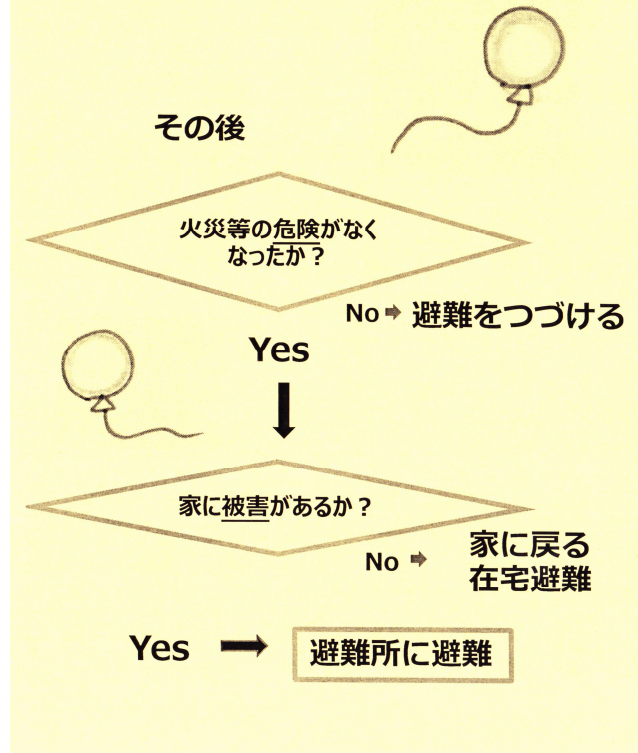 その後
火災等の危険がなく
なったか？
No ➡ 避難をつづける
Yes
家に被害があるか？
No ➡ 家に戻る
在宅避難
Yes ➡ 避難所に避難